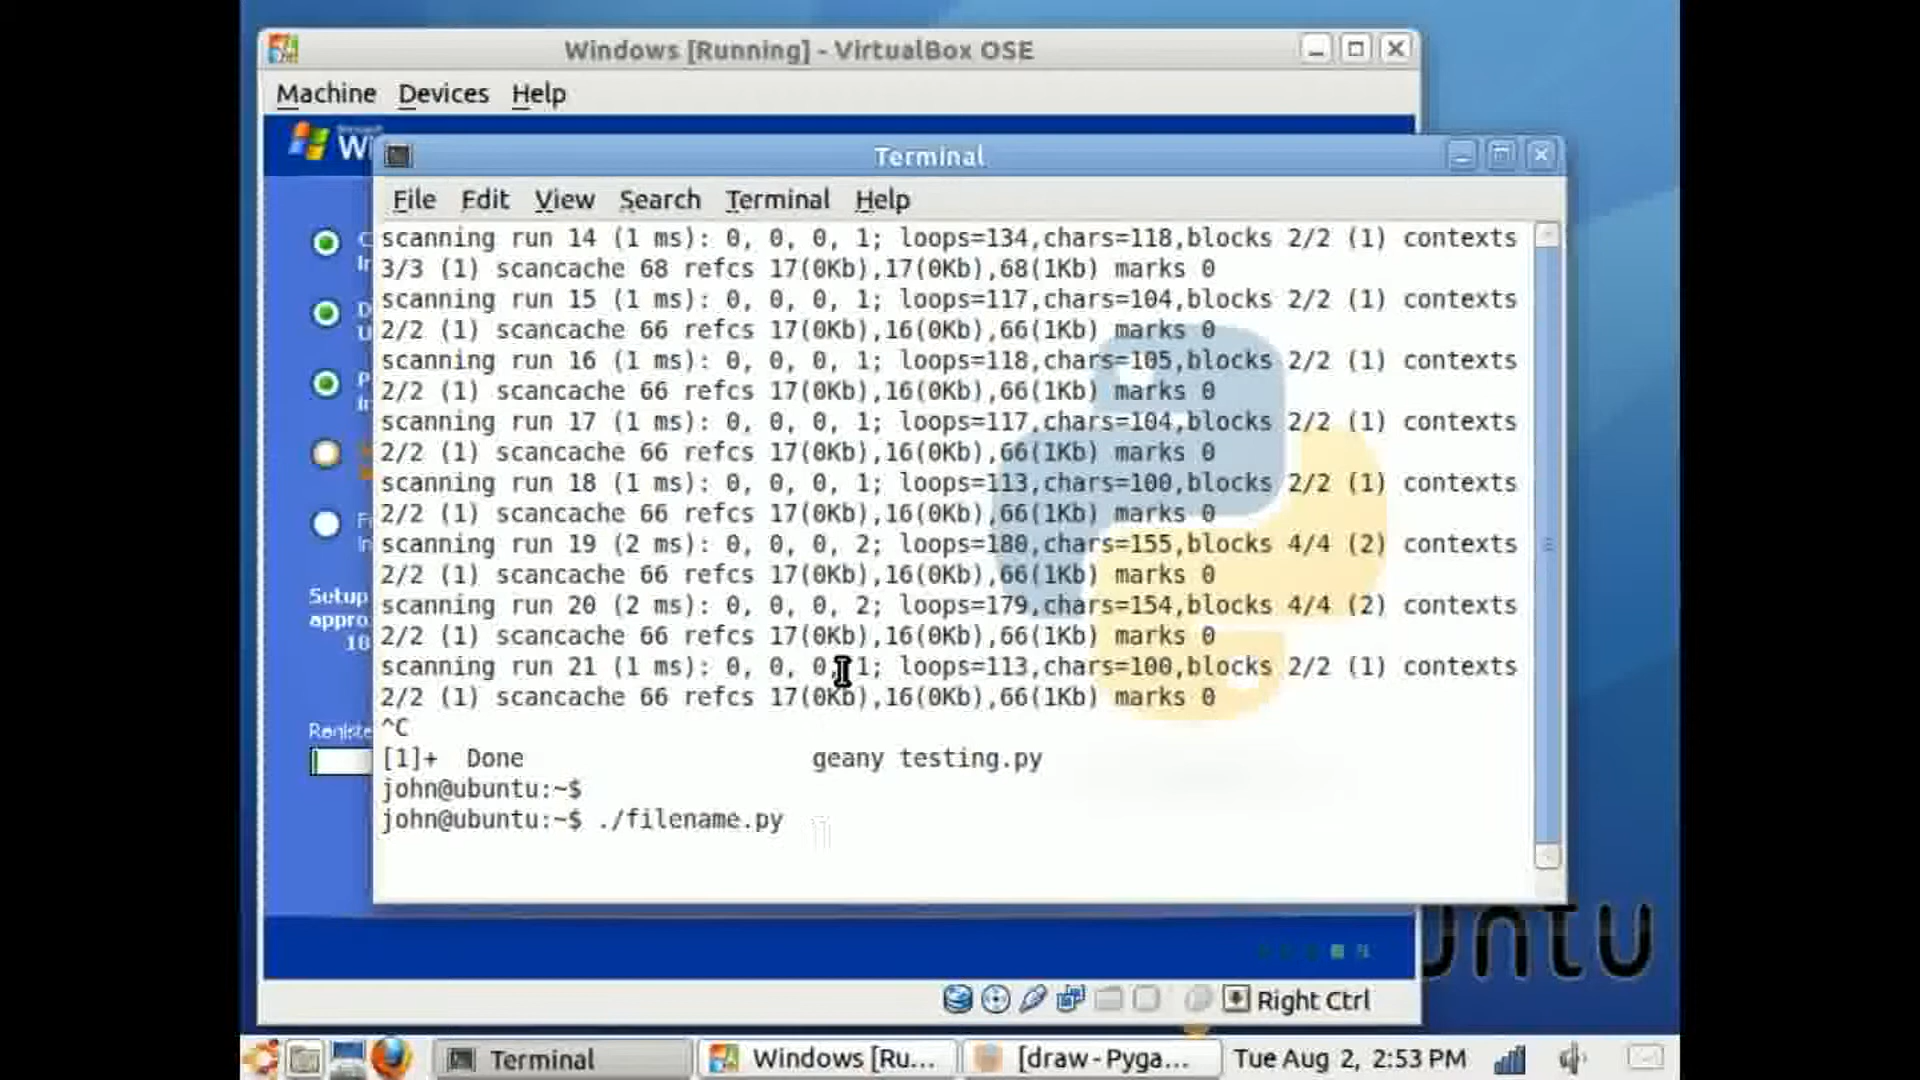 Windows [Running] - VirtualBox OSE
Machine Devices Help
Terminal
File Edit View Search Terminal Help
scanning run 14 (1 ms): 0, 0, 0, 1; loops=134,chars=118,blocks 2/2 (1) contexts
3/3 (1) scancache 68 refcs 17(0Kb),17(0Kb),68(1Kb) marks 0
scanning run 15 (1 ms): 0, 0, 0, 1; loops=117,chars=104,blocks 2/2 (1) contexts
2/2 (1) scancache 66 refcs 17(0Kb),16(0Kb),66(1Kb) marks 0
scanning run 16 (1 ms): 0, 0, 0, 1; loops=118,chars=105,blocks 2/2 (1) contexts
2/2 (1) scancache 66 refcs 17(0Kb),16(0Kb),66(1Kb) marks 0
scanning run 17 (1 ms): 0, 0, 0, 1; loops=117,chars=104,blocks 2/2 (1) contexts
2/2 (1) scancache 66 refcs 17(0Kb),16(0Kb),66(1Kb) marks 0
scanning run 18 (1 ms): 0, 0, 0, 1; loops=113,chars=100,blocks 2/2 (1) contexts
2/2 (1) scancache 66 refcs 17(0Kb),16(0Kb),66(1Kb) marks 0
scanning run 19 (2 ms): 0, 0, 0, 2; loops=180,chars=155,blocks 4/4 (2) contexts
2/2 (1) scancache 66 refcs 17(0Kb),16(0Kb),66(1Kb) marks 0
scanning run 20 (2 ms): 0, 0, 0, 2; loops=179,chars=154,blocks 4/4 (2) contexts
2/2 (1) scancache 66 refcs 17(0Kb),16(0Kb),66(1Kb) marks 0
scanning run 21 (1 ms): 0, 0, 0, 1; loops=113,chars=100,blocks 2/2 (1) contexts
2/2 (1) scancache 66 refcs 17(0Kb),16(0Kb),66(1Kb) marks 0
^C
[1]+ Done geany testing.py
john@ubuntu:~$
john@ubuntu:~$ ./filename.py
Setup
appro
18
Registe
untu
Right Ctrl
Terminal
Windows [Ru...
[draw - Pyga...
Tue Aug 2, 2:53 PM